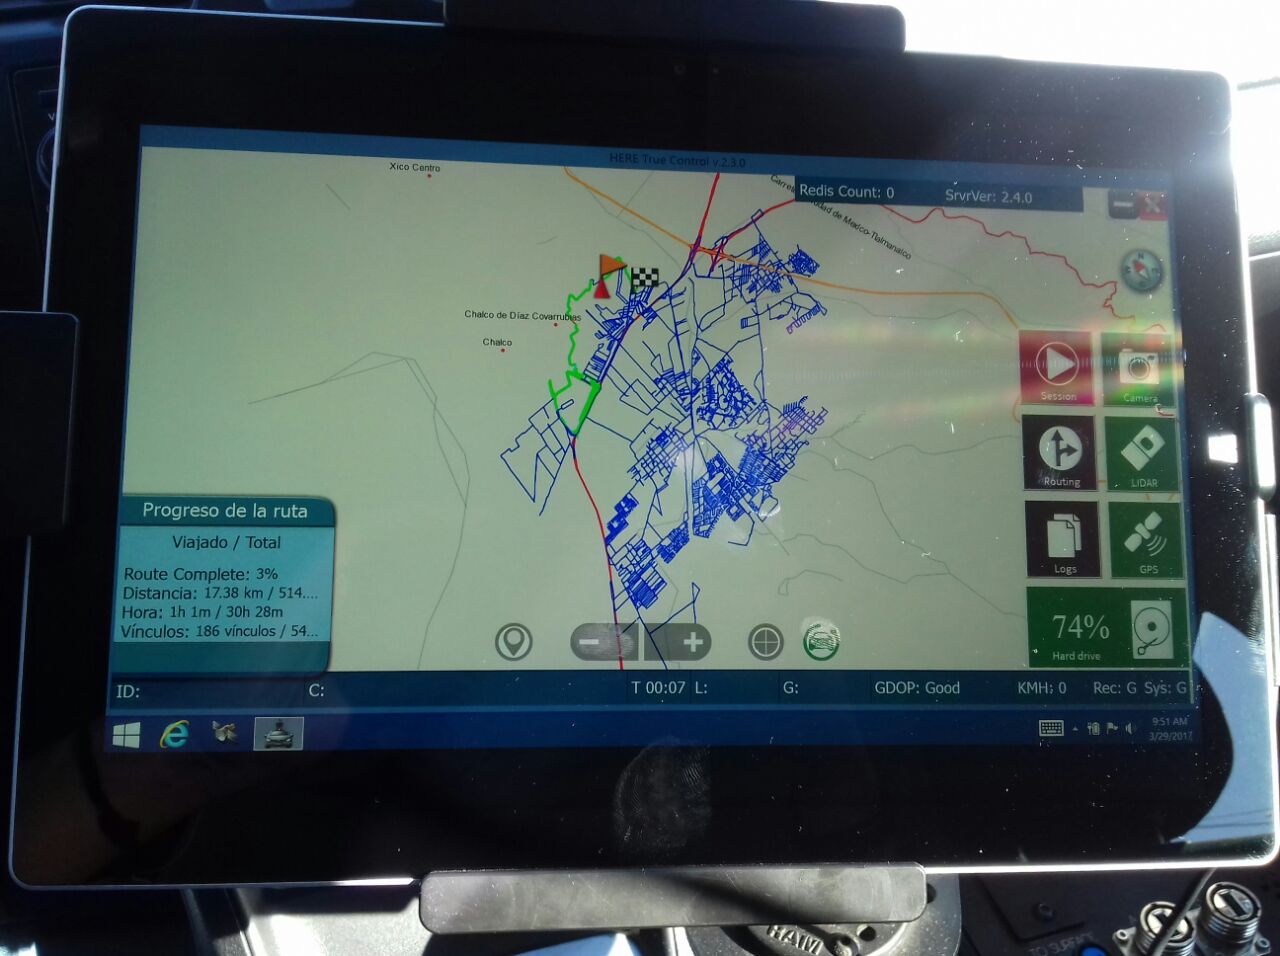 HERE True Control v.2.3.0
Xico Centro
Redis Count: 0
SrvrVer: 2.4.0
Chalco de Díaz Covarrubias
Chalco
Session
Camera
Routing
LIDAR
Logs
GPS
74%
Hard drive
Progreso de la ruta
Viajado / Total
Route Complete: 3%
Distancia: 17.38 km / 514....
Hora: 1h 1m / 30h 28m
Vínculos: 186 vínculos / 54...
ID:
C:
T 00:07 L:
G:
GDOP: Good
KMH: 0
Rec: G Sys: G
9:51 AM
3/29/2017
RAM